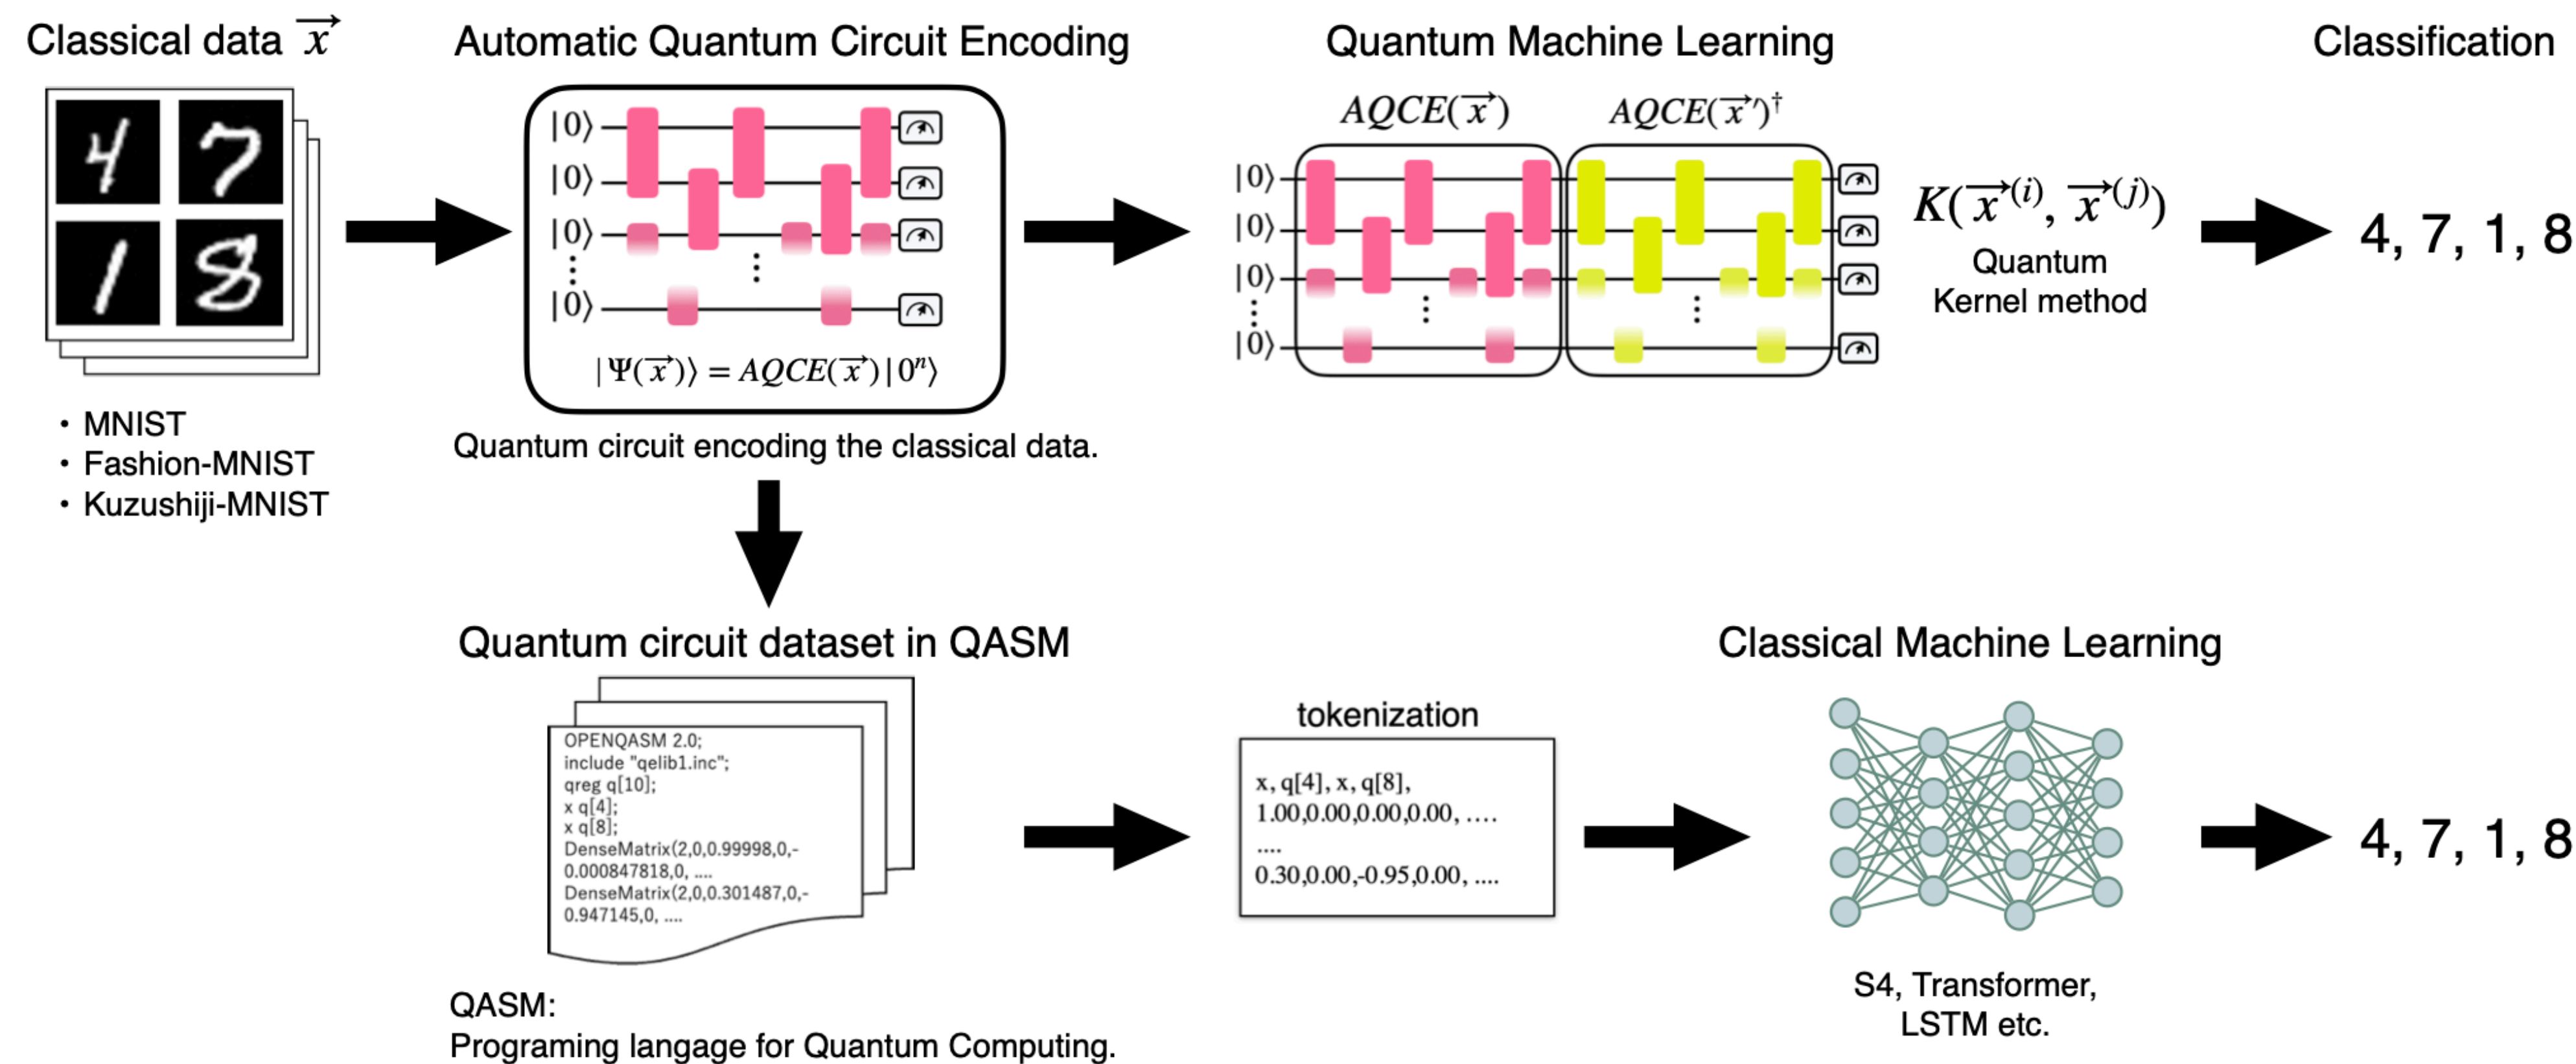 Classical data x⃗
4 7
1 8
• MNIST
• Fashion-MNIST
• Kuzushiji-MNIST
Automatic Quantum Circuit Encoding
|0⟩
|0⟩
|0⟩
⋮ ⋮
|0⟩
|Ψ(x⃗)⟩ = AQCE(x⃗)|0ⁿ⟩
Quantum circuit encoding the classical data.
Quantum Machine Learning
AQCE(x⃗) AQCE(x⃗′)†
|0⟩
|0⟩
|0⟩
⋮ ⋮ ⋮
|0⟩
K(x⃗⁽ⁱ⁾, x⃗⁽ʲ⁾)
Quantum
Kernel method
Classification
4, 7, 1, 8
Quantum circuit dataset in QASM
OPENQASM 2.0;
include "qelib1.inc";
qreg q[10];
x q[4];
x q[8];
DenseMatrix(2,0,0.99998,0,-
0.000847818,0, ....
DenseMatrix(2,0,0.301487,0,-
0.947145,0, ....
QASM:
Programing langage for Quantum Computing.
tokenization
x, q[4], x, q[8],
1.00,0.00,0.00,0.00, ....
....
0.30,0.00,-0.95,0.00, ....
Classical Machine Learning
S4, Transformer,
LSTM etc.
4, 7, 1, 8